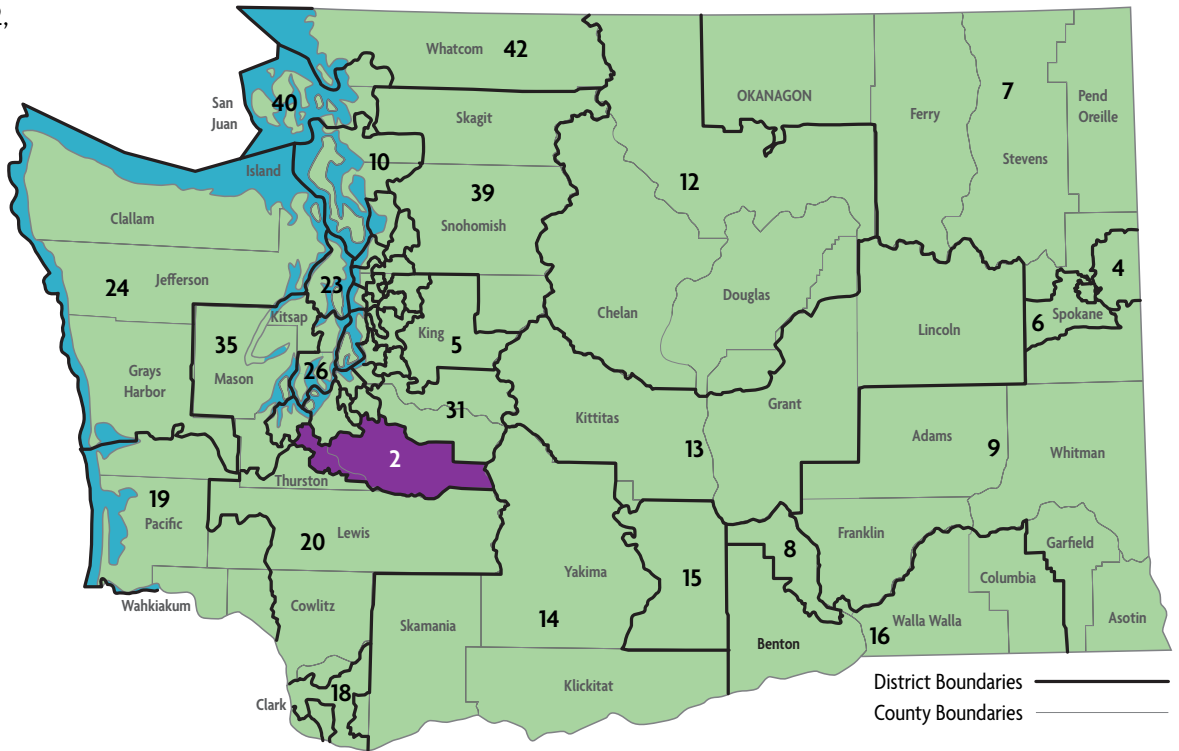 Whatcom 42
San
Juan
40
Skagit
OKANAGON
Ferry
7
Pend
Oreille
Stevens
Island
10
39
Snohomish
12
Clallam
24
Jefferson
23
Kitsap
35
Mason
Grays
Harbor
26
King
5
31
Chelan
Douglas
Lincoln
4
6
Spokane
Kittitas
13
Grant
Adams
9
Whitman
2
Thurston
19
Pacific
20
Lewis
Wahkiakum
Cowlitz
Skamania
Yakima
14
15
8
Franklin
Garfield
Columbia
Asotin
Benton
16
Walla Walla
Clark
18
Klickitat
District Boundaries
County Boundaries